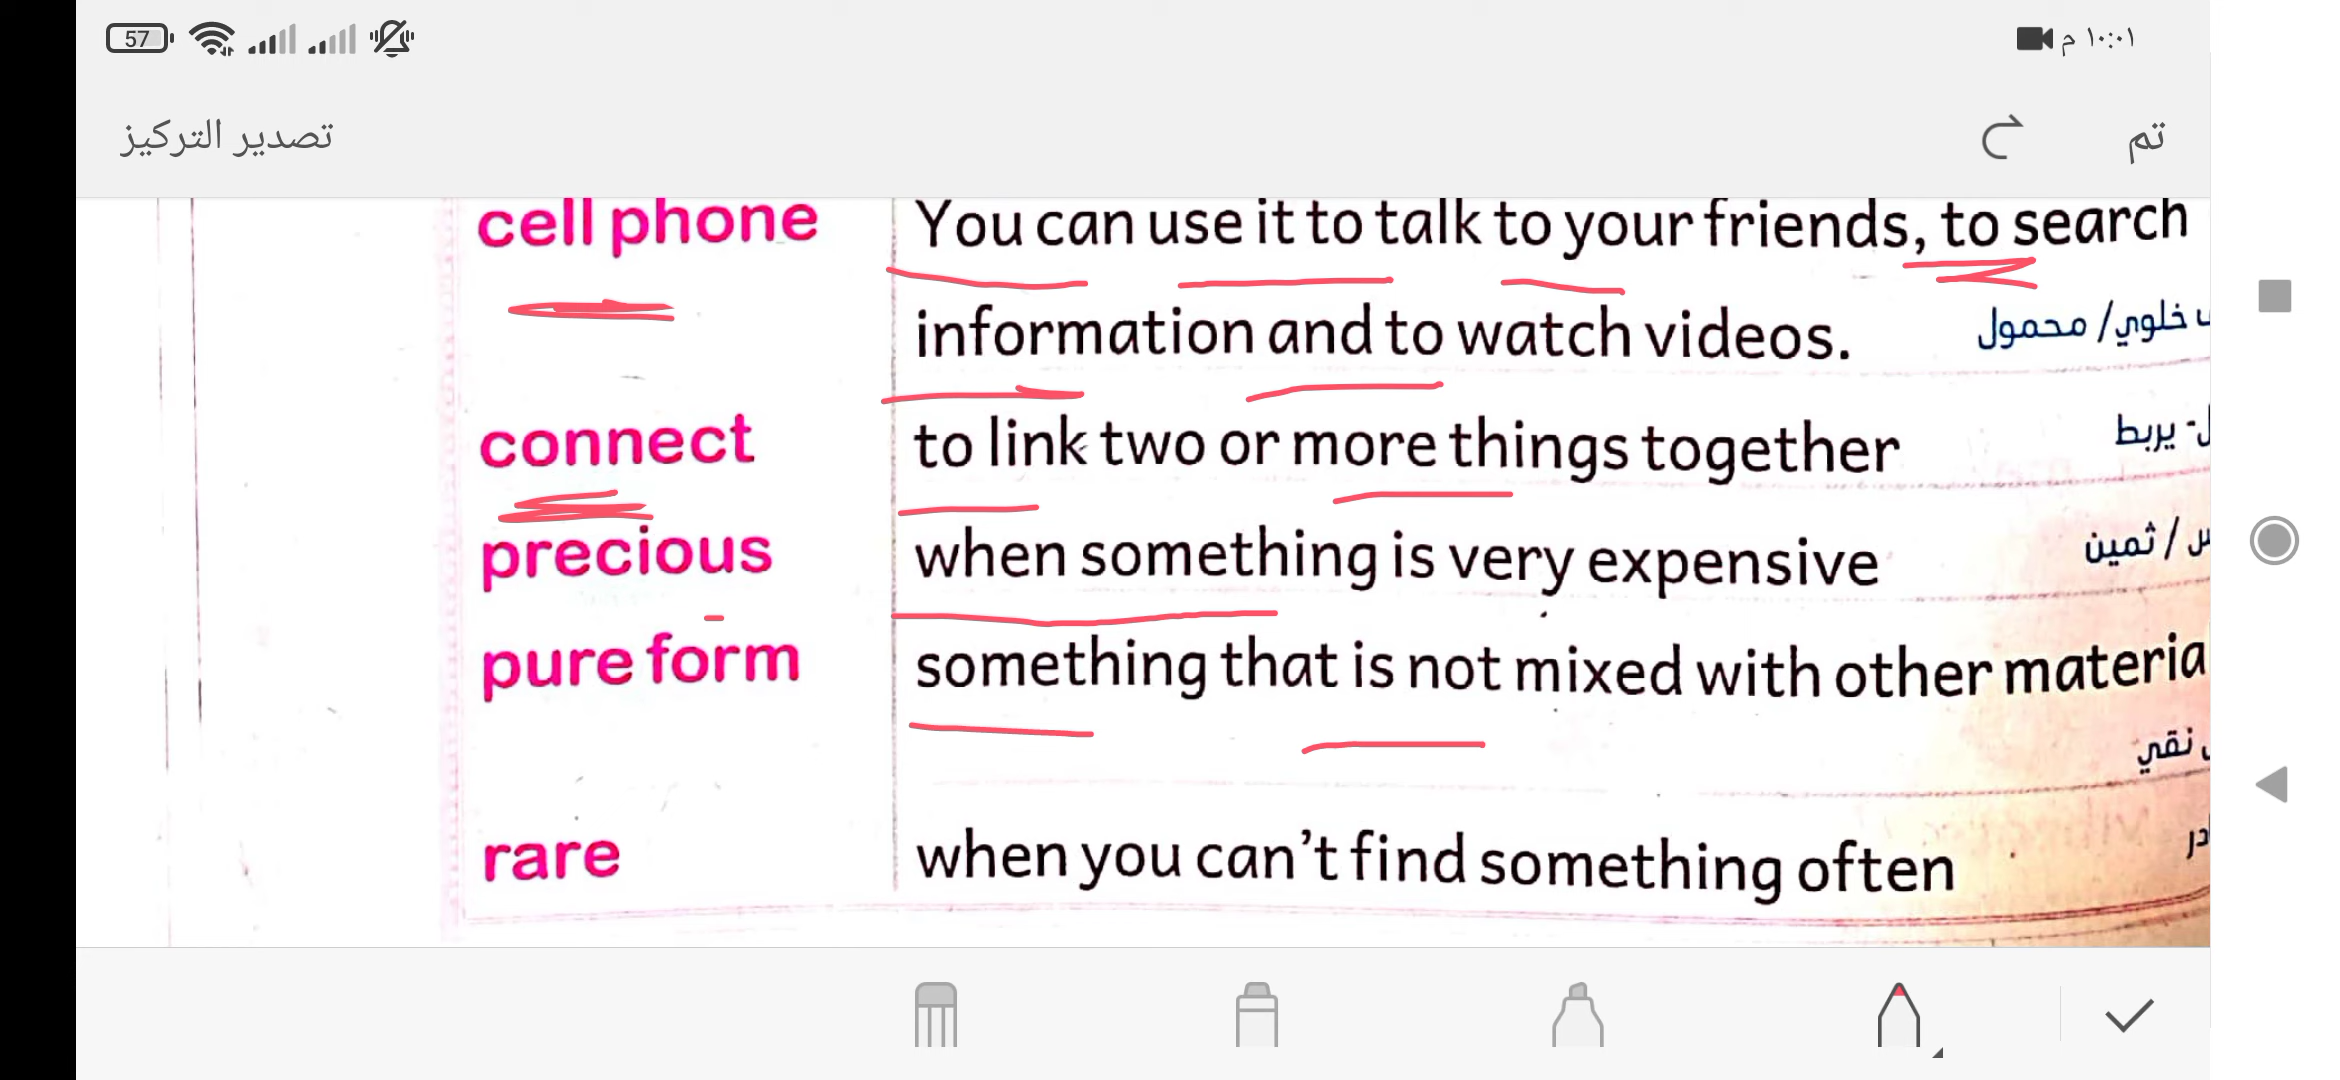 57
١٠:٠١ م
تصدير التركيز
تم
cell phone
You can use it to talk to your friends, to search
information and to watch videos.
خلوي/ محمول
connect
to link two or more things together
يربط
precious
when something is very expensive
/ ثمين
pure form
something that is not mixed with other materia
نقي
rare
when you can't find something often